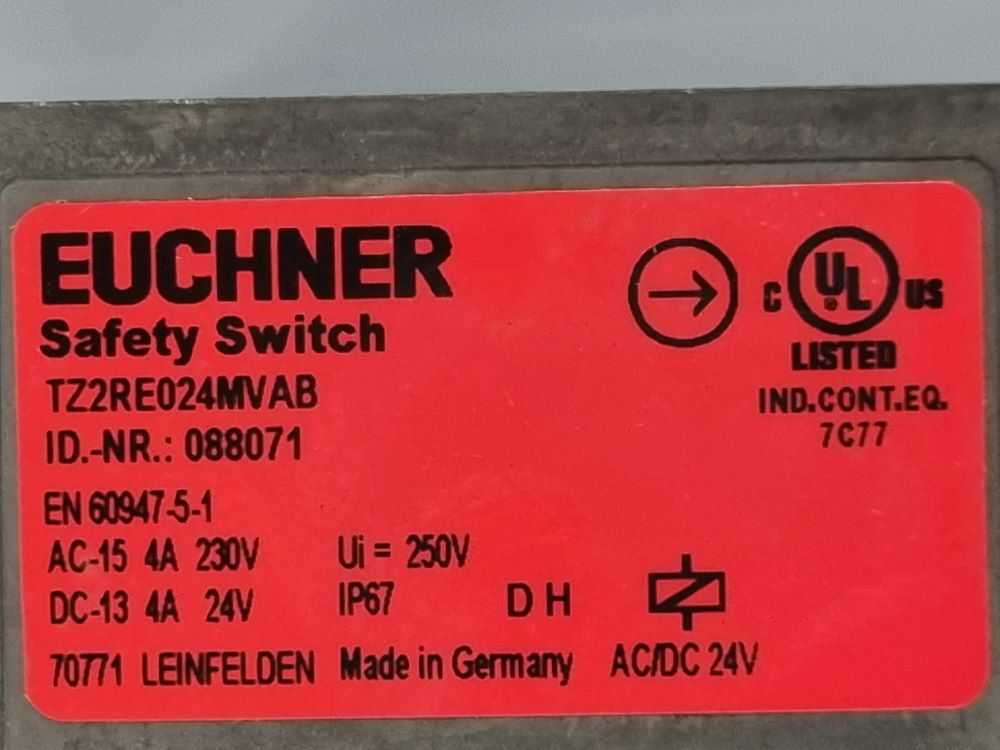 EUCHNER
Safety Switch
TZ2RE024MVAB
ID.-NR.: 088071
C UL US
LISTED
IND.CONT.EQ.
7C77
EN 60947-5-1
AC-15 4A 230V Ui = 250V
DC-13 4A 24V IP67 D H
70771 LEINFELDEN Made in Germany AC/DC 24V